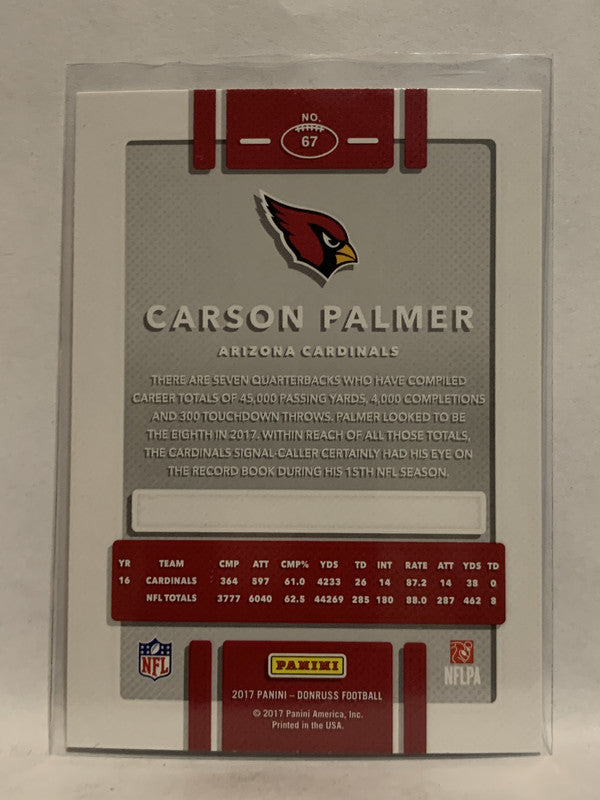 NO.
67
CARSON PALMER
ARIZONA CARDINALS
THERE ARE SEVEN QUARTERBACKS WHO HAVE COMPILED
CAREER TOTALS OF 45,000 PASSING YARDS, 4,000 COMPLETIONS
AND 300 TOUCHDOWN THROWS. PALMER LOOKED TO BE
THE EIGHTH IN 2017. WITHIN REACH OF ALL THOSE TOTALS,
THE CARDINALS SIGNAL-CALLER CERTAINLY HAD HIS EYE ON
THE RECORD BOOK DURING HIS 15TH NFL SEASON.
YR TEAM CMP ATT CMP% YDS TD INT RATE ATT YDS TD
16 CARDINALS 364 597 61.0 4233 26 14 87.2 14 38 0
NFL TOTALS 3777 6040 62.5 44269 285 180 88.0 287 462 8
NFL
PANINI
NFLPA
2017 PANINI – DONRUSS FOOTBALL
© 2017 Panini America, Inc.
Printed in the USA.